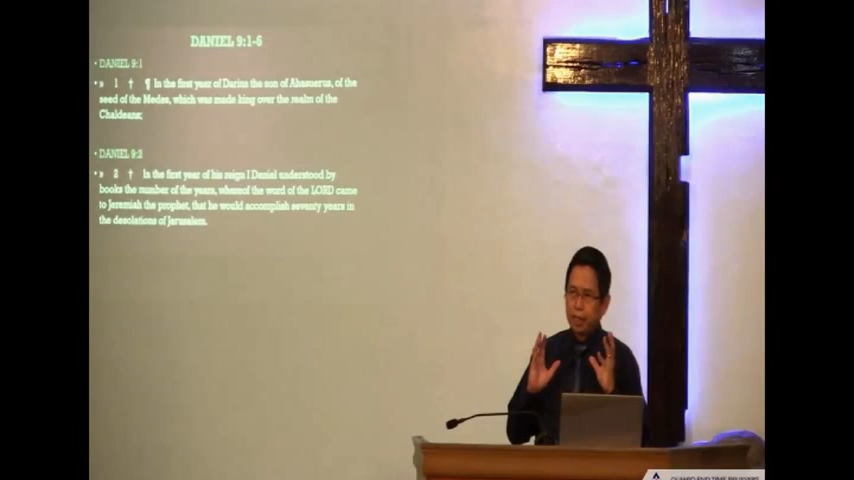 DANIEL 9:1-6
• DANIEL 9:1
• » 1 † ¶ In the first year of Darius the son of Ahasuerus, of the
seed of the Medes, which was made king over the realm of the
Chaldeans;
• DANIEL 9:2
• » 2 † In the first year of his reign I Daniel understood by
books the number of the years, whereof the word of the LORD came
to Jeremiah the prophet, that he would accomplish seventy years in
the desolations of Jerusalem.
END TIME